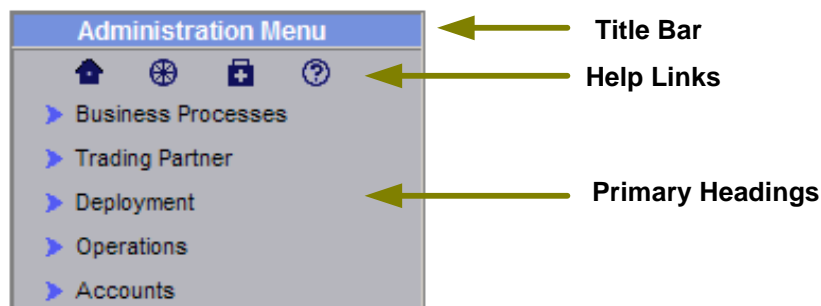 Administration Menu
Title Bar
Help Links
Business Processes
Trading Partner
Primary Headings
Deployment
Operations
Accounts